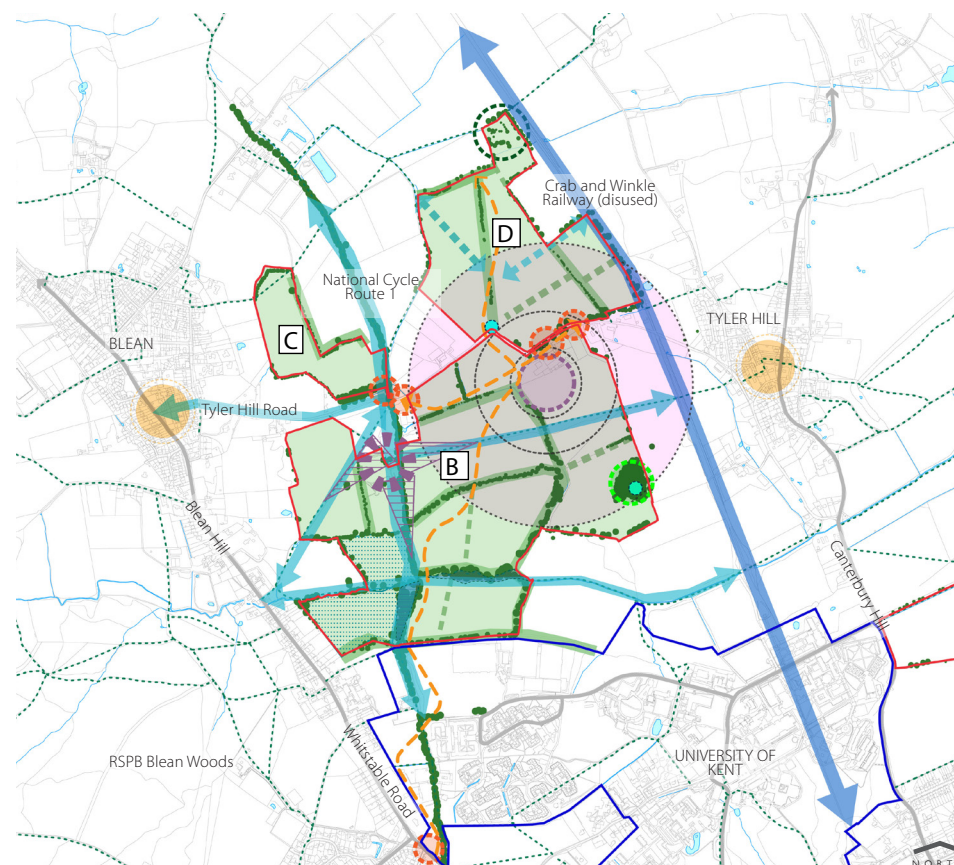 Crab and Winkle
Railway (disused)
D
National Cycle
Route 1
TYLER HILL
C
BLEAN
Tyler Hill Road
B
Blean Hill
Canterbury Hill
Whitstable Road
RSPB Blean Woods
UNIVERSITY OF
KENT
NORT